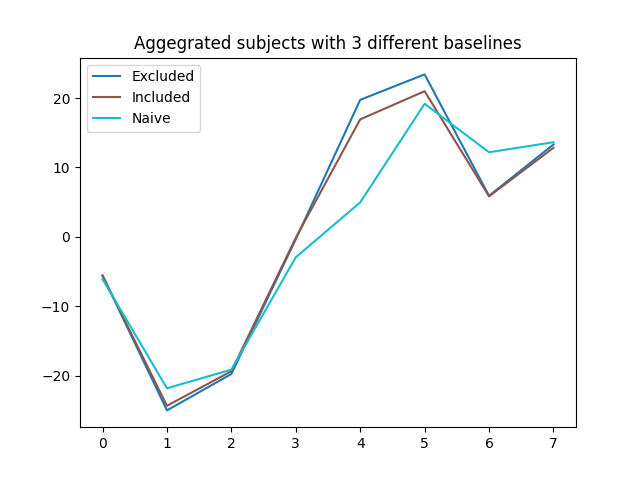 Aggegrated subjects with 3 different baselines
Excluded
Included
Naive
20
10
0
−10
−20
0 1 2 3 4 5 6 7